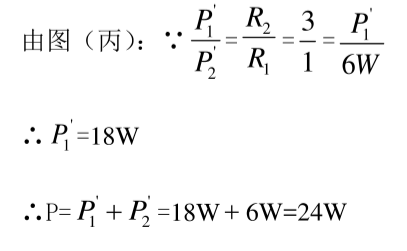 由图（丙）：∵ P₁'/P₂' = R₂/R₁ = 3/1 = P₁'/6W
∴ P₁'=18W
∴P= P₁' + P₂' =18W + 6W=24W